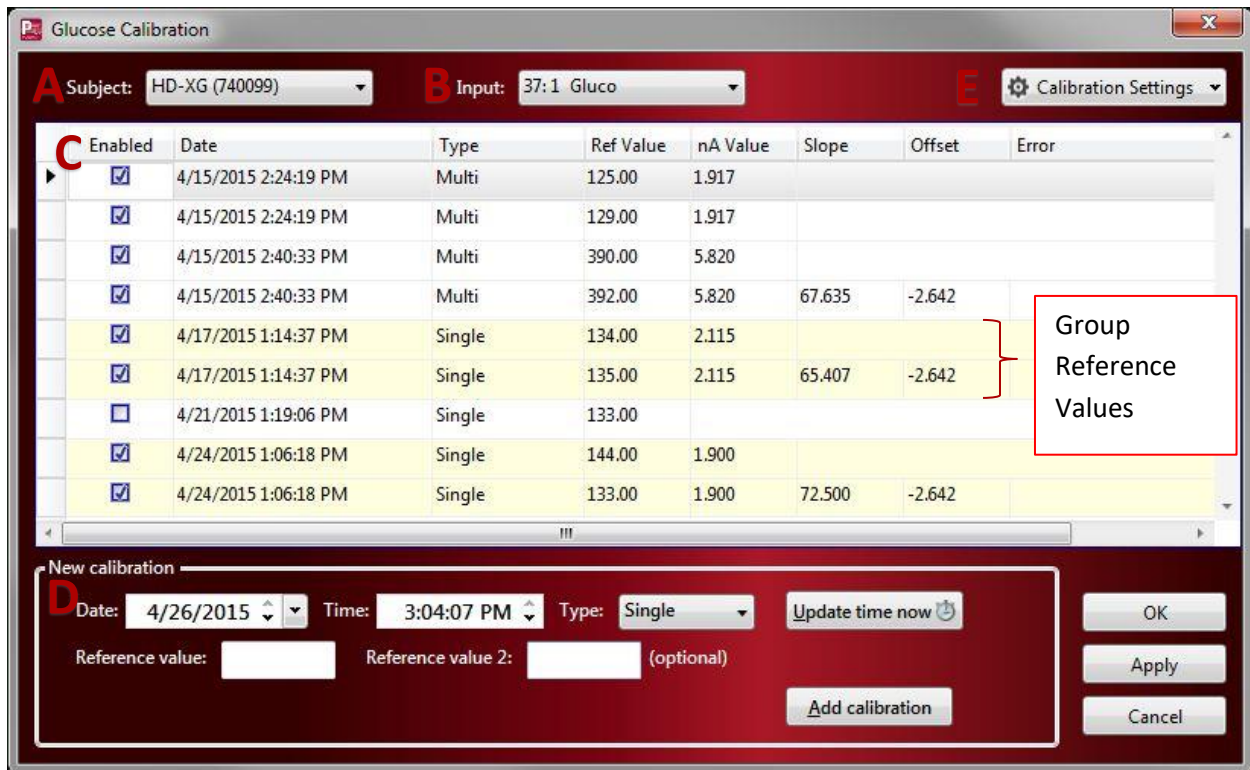 Glucose Calibration
A Subject: HD-XG (740099) B Input: 37: 1 Gluco E Calibration Settings
C Enabled Date Type Ref Value nA Value Slope Offset Error
4/15/2015 2:24:19 PM Multi 125.00 1.917
4/15/2015 2:24:19 PM Multi 129.00 1.917
4/15/2015 2:40:33 PM Multi 390.00 5.820
4/15/2015 2:40:33 PM Multi 392.00 5.820 67.635 -2.642
4/17/2015 1:14:37 PM Single 134.00 2.115
4/17/2015 1:14:37 PM Single 135.00 2.115 65.407 -2.642
4/21/2015 1:19:06 PM Single 133.00
4/24/2015 1:06:18 PM Single 144.00 1.900
4/24/2015 1:06:18 PM Single 133.00 1.900 72.500 -2.642
Group
Reference
Values
New calibration
D Date: 4/26/2015 Time: 3:04:07 PM Type: Single Update time now
Reference value: Reference value 2: (optional)
Add calibration
OK
Apply
Cancel